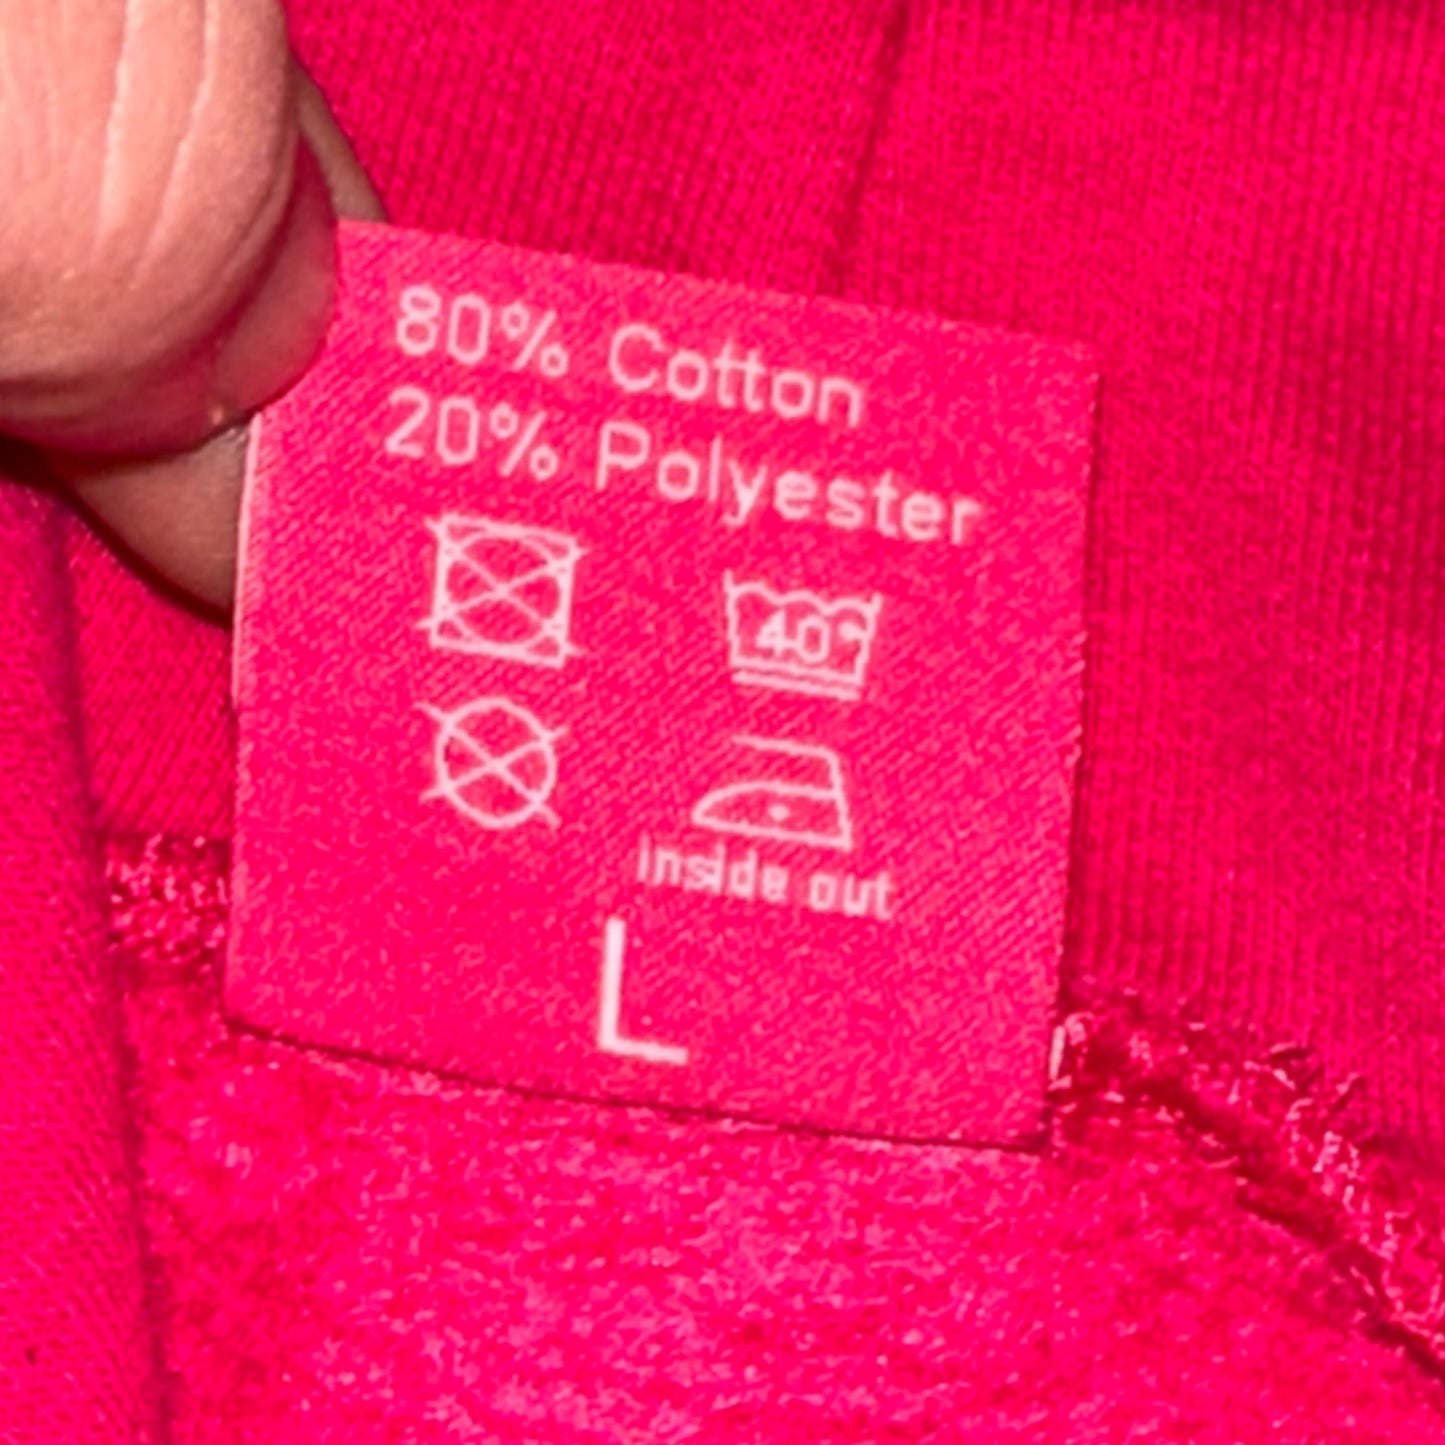 80% Cotton
20% Polyester
40°
inside out
L